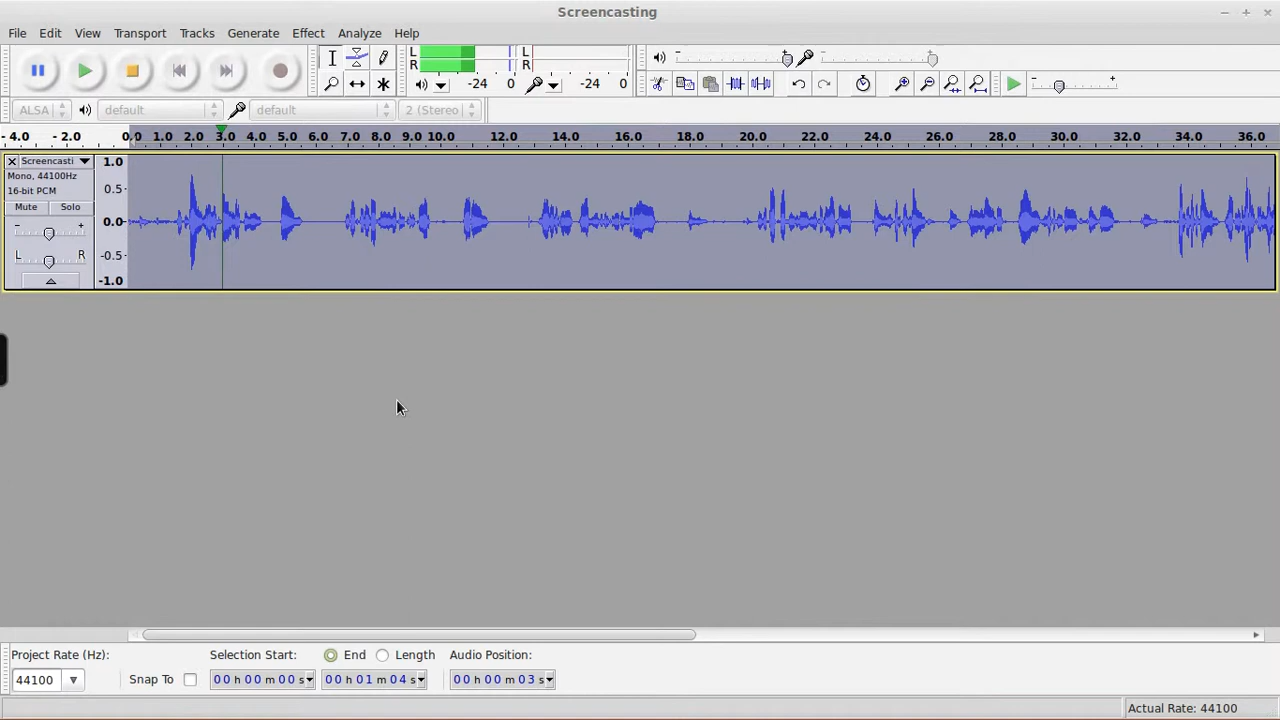 Screencasting
File Edit View Transport Tracks Generate Effect Analyze Help
L
R
-24 0
L
R
-24 0
ALSA default default 2 (Stereo
- 4.0 - 2.0 0.0 1.0 2.0 3.0 4.0 5.0 6.0 7.0 8.0 9.0 10.0 12.0 14.0 16.0 18.0 20.0 22.0 24.0 26.0 28.0 30.0 32.0 34.0 36.0
Screencasti
Mono, 44100Hz
16-bit PCM
Mute Solo
- +
L R
1.0
0.5
0.0
-0.5
-1.0
Project Rate (Hz): Selection Start: End Length Audio Position:
44100 Snap To 00 h 00 m 00 s 00 h 01 m 04 s 00 h 00 m 03 s
Actual Rate: 44100